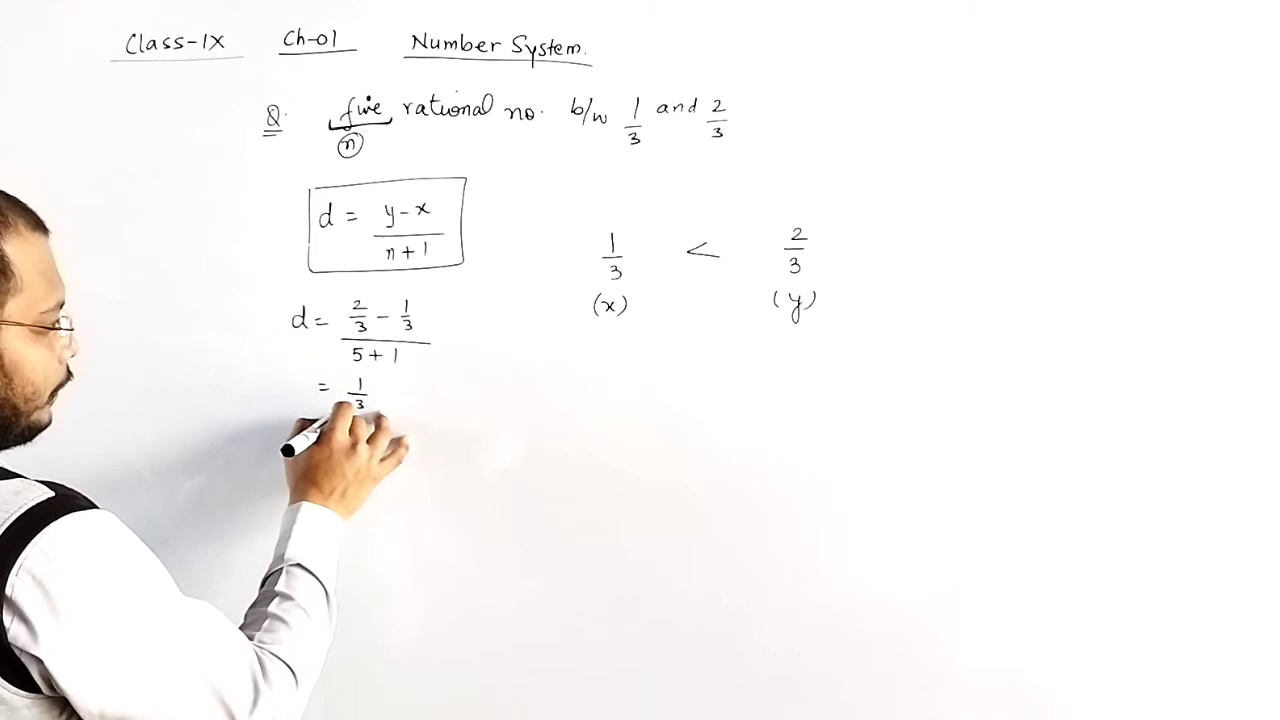 Class-IX Ch-01 Number System.
Q. five rational no. b/w 1/3 and 2/3
n
d = y-x / n+1
1/3 < 2/3
(x) (y)
d = 2/3 - 1/3 / 5+1
= 1/3